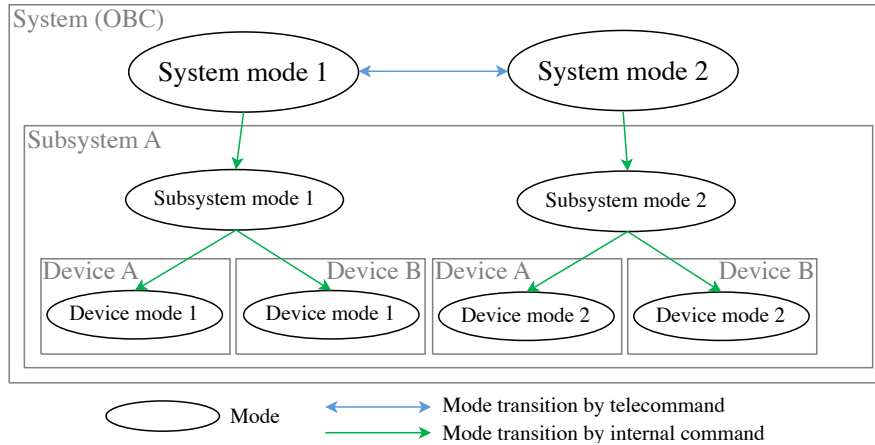 System (OBC)
System mode 1
System mode 2
Subsystem A
Subsystem mode 1
Subsystem mode 2
Device A
Device B
Device A
Device B
Device mode 1
Device mode 1
Device mode 2
Device mode 2
Mode
Mode transition by telecommand
Mode transition by internal command